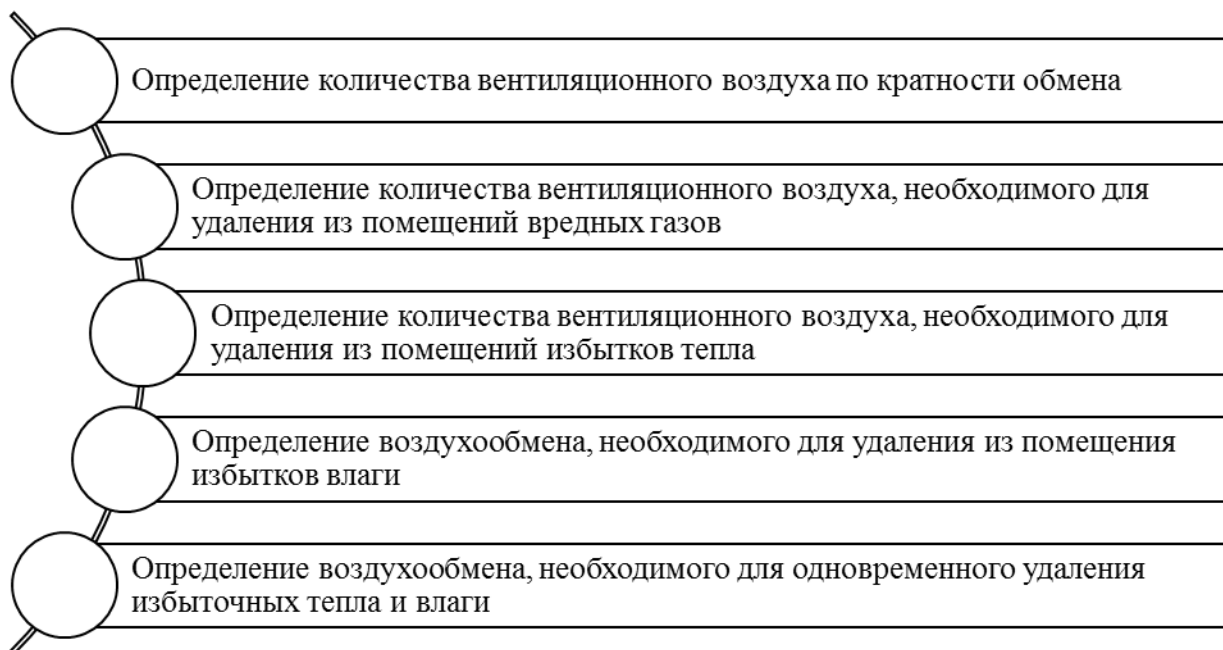 Определение количества вентиляционного воздуха по кратности обмена
Определение количества вентиляционного воздуха, необходимого для
удаления из помещений вредных газов
Определение количества вентиляционного воздуха, необходимого для
удаления из помещений избытков тепла
Определение воздухообмена, необходимого для удаления из помещения
избытков влаги
Определение воздухообмена, необходимого для одновременного удаления
избыточных тепла и влаги